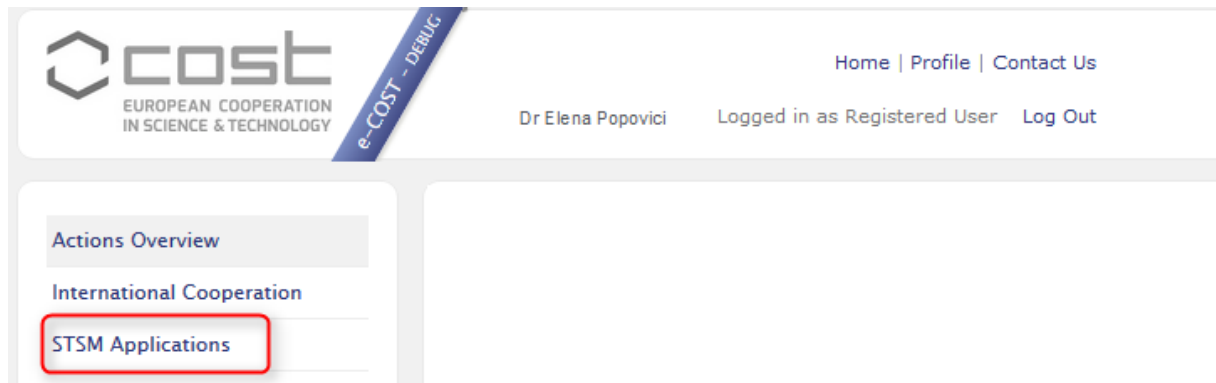 cost
EUROPEAN COOPERATION
IN SCIENCE & TECHNOLOGY
e-COST - DEBUG
Home | Profile | Contact Us
Dr Elena Popovici Logged in as Registered User Log Out
Actions Overview
International Cooperation
STSM Applications